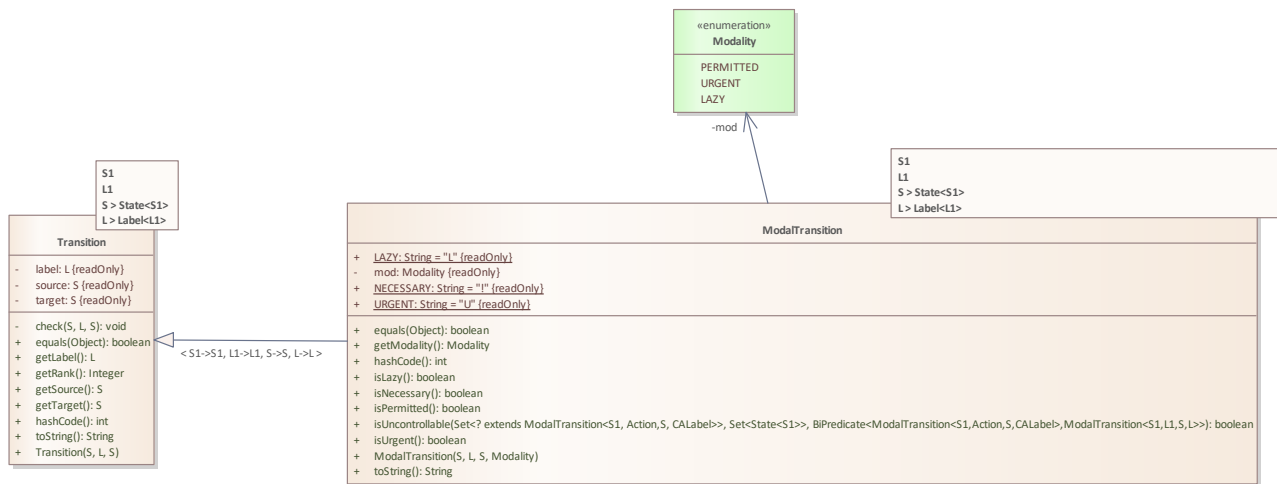 «enumeration»
Modality
PERMITTED
URGENT
LAZY
-mod
S1
L1
S > State<S1>
L > Label<L1>
Transition
- label: L {readOnly}
- source: S {readOnly}
- target: S {readOnly}
- check(S, L, S): void
+ equals(Object): boolean
+ getLabel(): L
+ getRank(): Integer
+ getSource(): S
+ getTarget(): S
+ hashCode(): int
+ toString(): String
+ Transition(S, L, S)
< S1->S1, L1->L1, S->S, L->L >
S1
L1
S > State<S1>
L > Label<L1>
ModalTransition
+ LAZY: String = "L" {readOnly}
- mod: Modality {readOnly}
+ NECESSARY: String = "!" {readOnly}
+ URGENT: String = "U" {readOnly}
+ equals(Object): boolean
+ getModality(): Modality
+ hashCode(): int
+ isLazy(): boolean
+ isNecessary(): boolean
+ isPermitted(): boolean
+ isUncontrollable(Set<? extends ModalTransition<S1, Action,S, CALabel>>, Set<State<S1>>, BiPredicate<ModalTransition<S1,Action,S,CALabel>,ModalTransition<S1,L1,S,L>>): boolean
+ isUrgent(): boolean
+ ModalTransition(S, L, S, Modality)
+ toString(): String